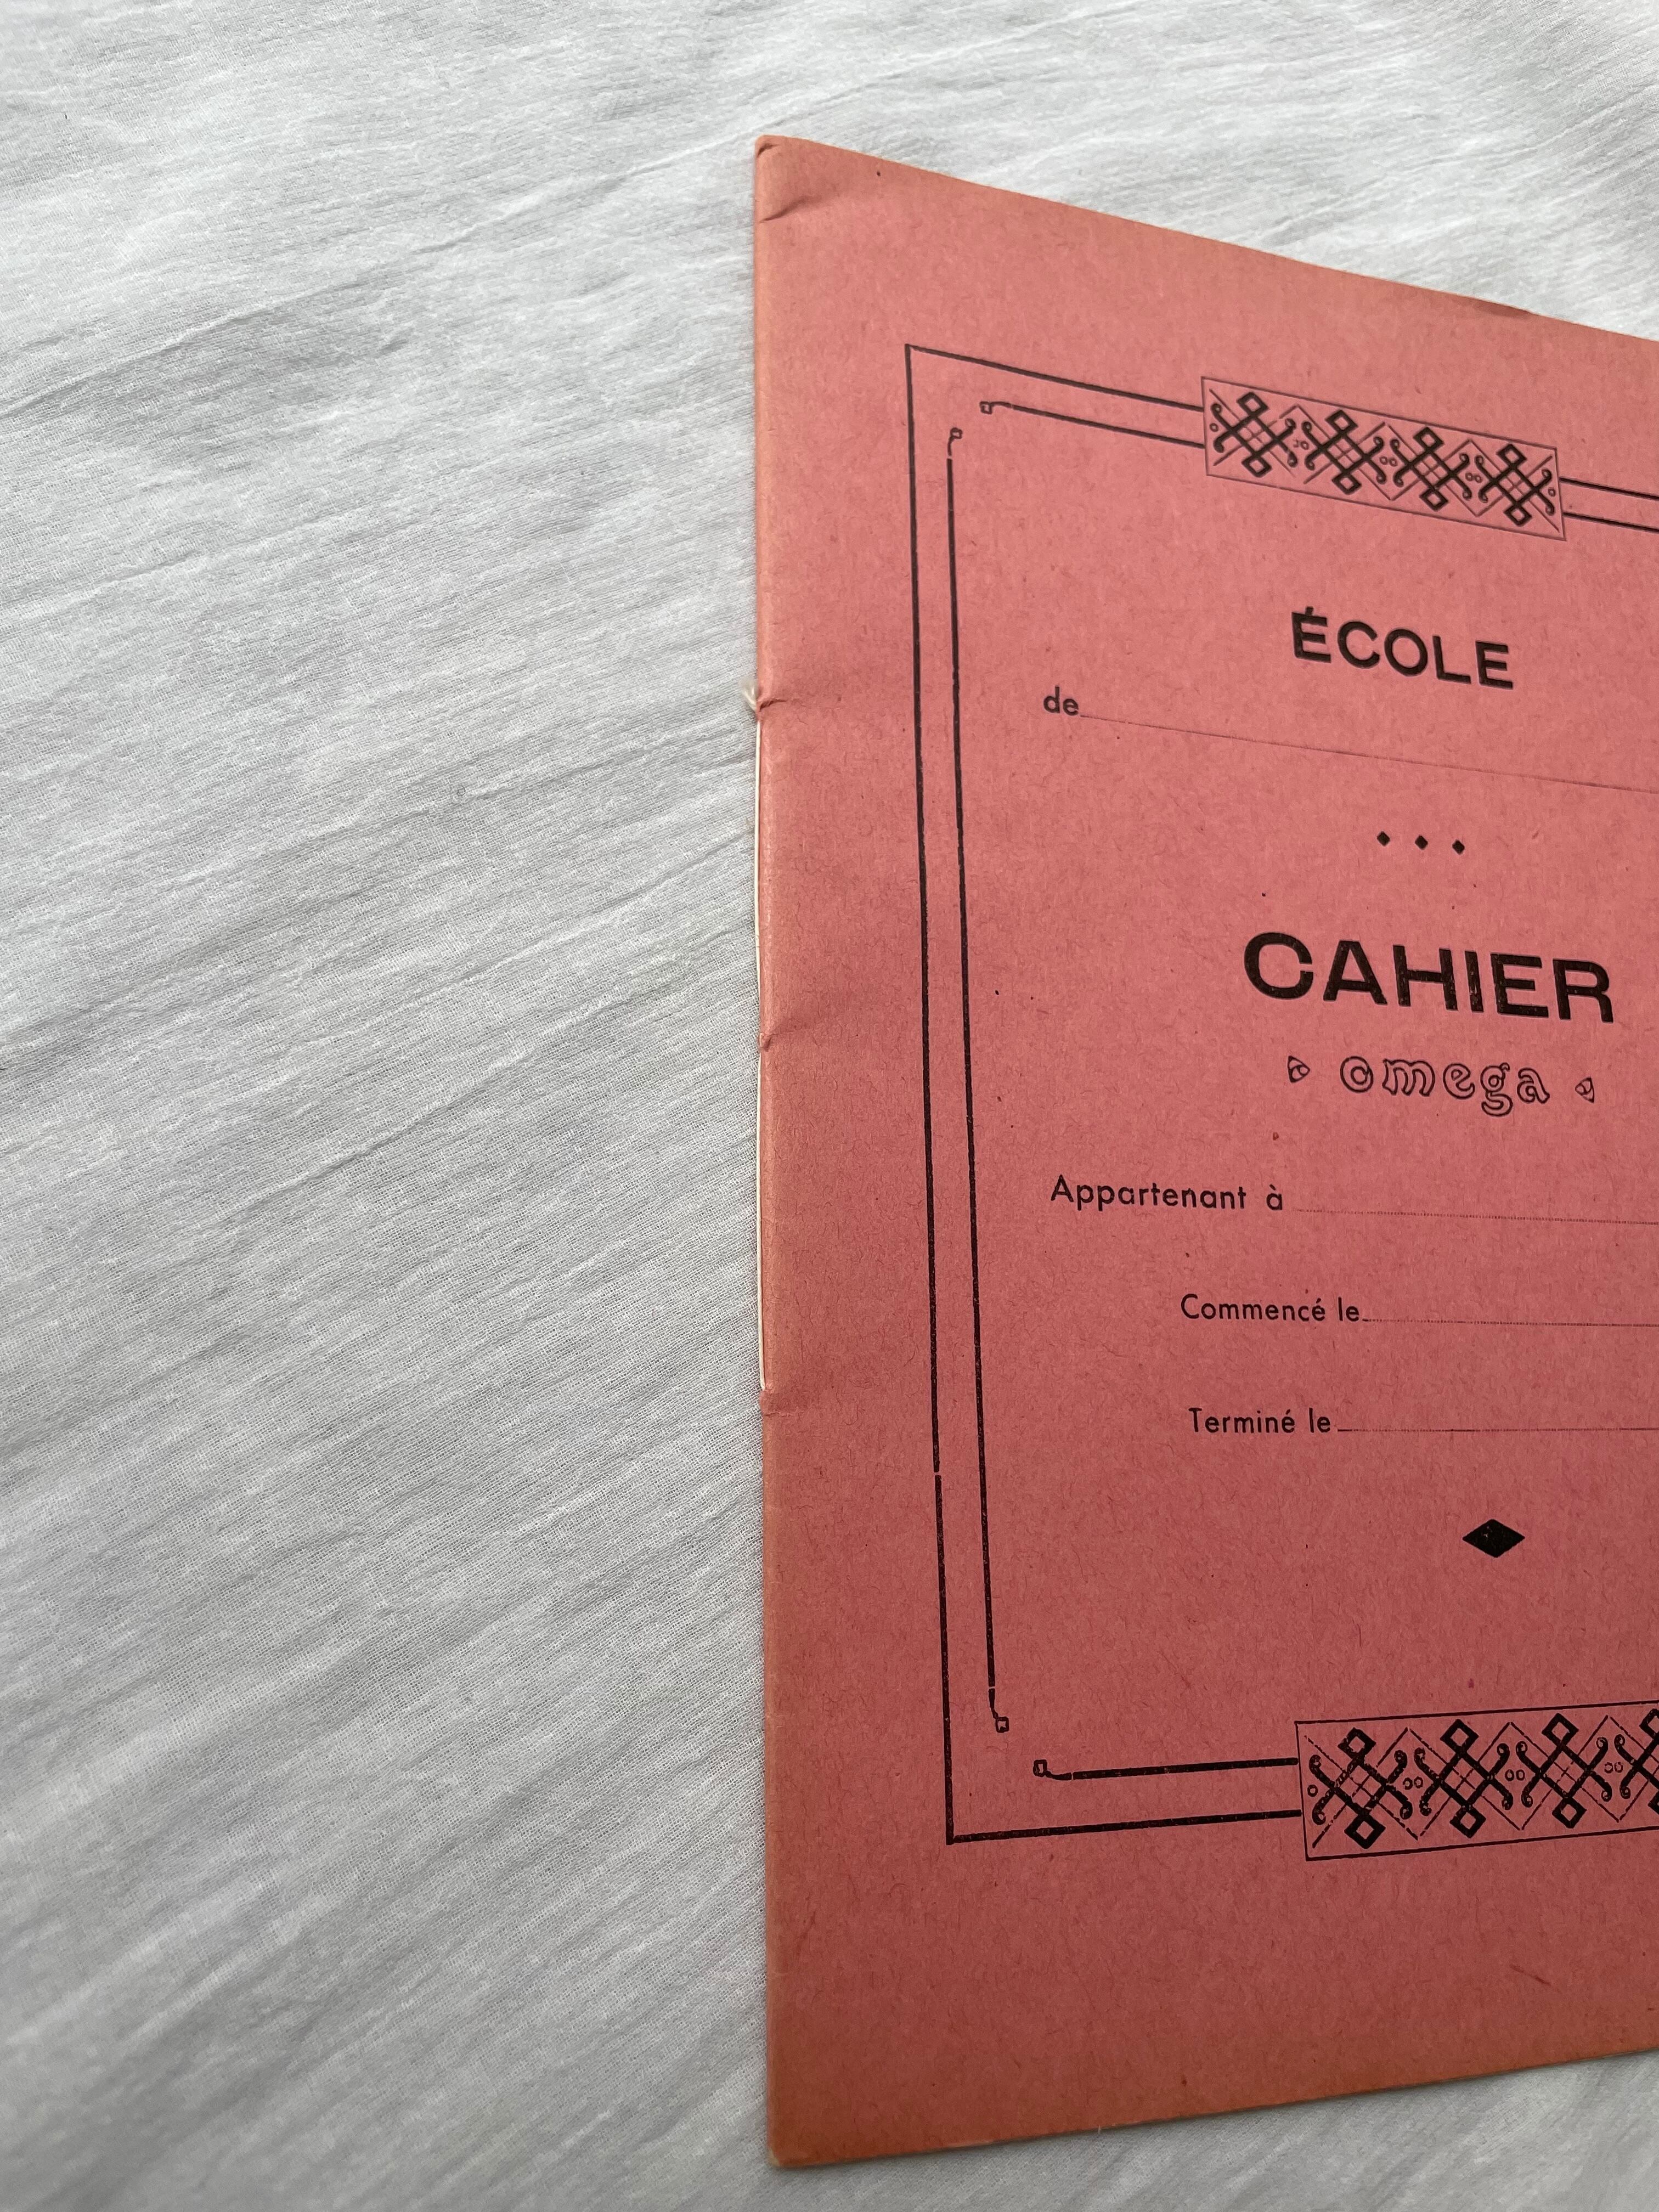 ÉCOLE
de
CAHIER
omega
Appartenant à
Commencé le
Terminé le